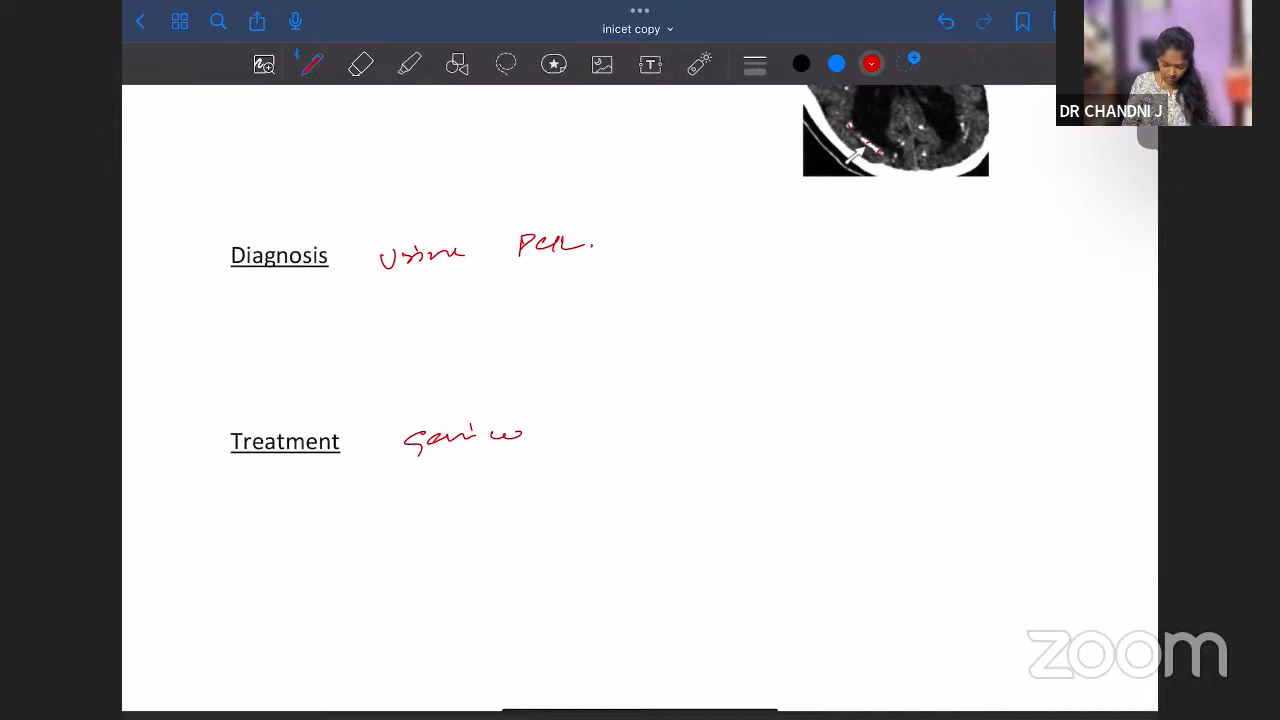 inicet copy
DR CHANDNI J
Diagnosis Urine PCR.
Treatment
zoom